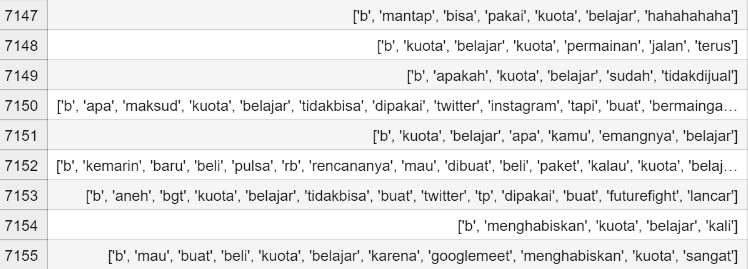 7147 ['b', 'mantap', 'bisa', 'pakai', 'kuota', 'belajar', 'hahahahaha']
7148 ['b', 'kuota', 'belajar', 'kuota', 'permainan', 'jalan', 'terus']
7149 ['b', 'apakah', 'kuota', 'belajar', 'sudah', 'tidakdijual']
7150 ['b', 'apa', 'maksud', 'kuota', 'belajar', 'tidakbisa', 'dipakai', 'twitter', 'instagram', 'tapi', 'buat', 'bermainga...
7151 ['b', 'kuota', 'belajar', 'apa', 'kamu', 'emangnya', 'belajar']
7152 ['b', 'kemarin', 'baru', 'beli', 'pulsa', 'rb', 'rencananya', 'mau', 'dibuat', 'beli', 'paket', 'kalau', 'kuota', 'belaj...
7153 ['b', 'aneh', 'bgt', 'kuota', 'belajar', 'tidakbisa', 'buat', 'twitter', 'tp', 'dipakai', 'buat', 'futurefight', 'lancar']
7154 ['b', 'menghabiskan', 'kuota', 'belajar', 'kali']
7155 ['b', 'mau', 'buat', 'beli', 'kuota', 'belajar', 'karena', 'googlemeet', 'menghabiskan', 'kuota', 'sangat']